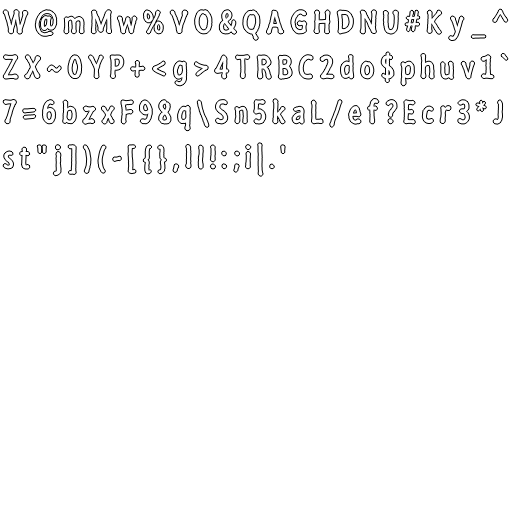 W@mMw%VO&QAGHDNU#Ky_^
ZX~0YP+<g>4TRBC2do$phuv1`
7=6bzxF98q\Sn5kaL/ef?Ecr3*J
st"j])(-[{},Il!:;i|.'